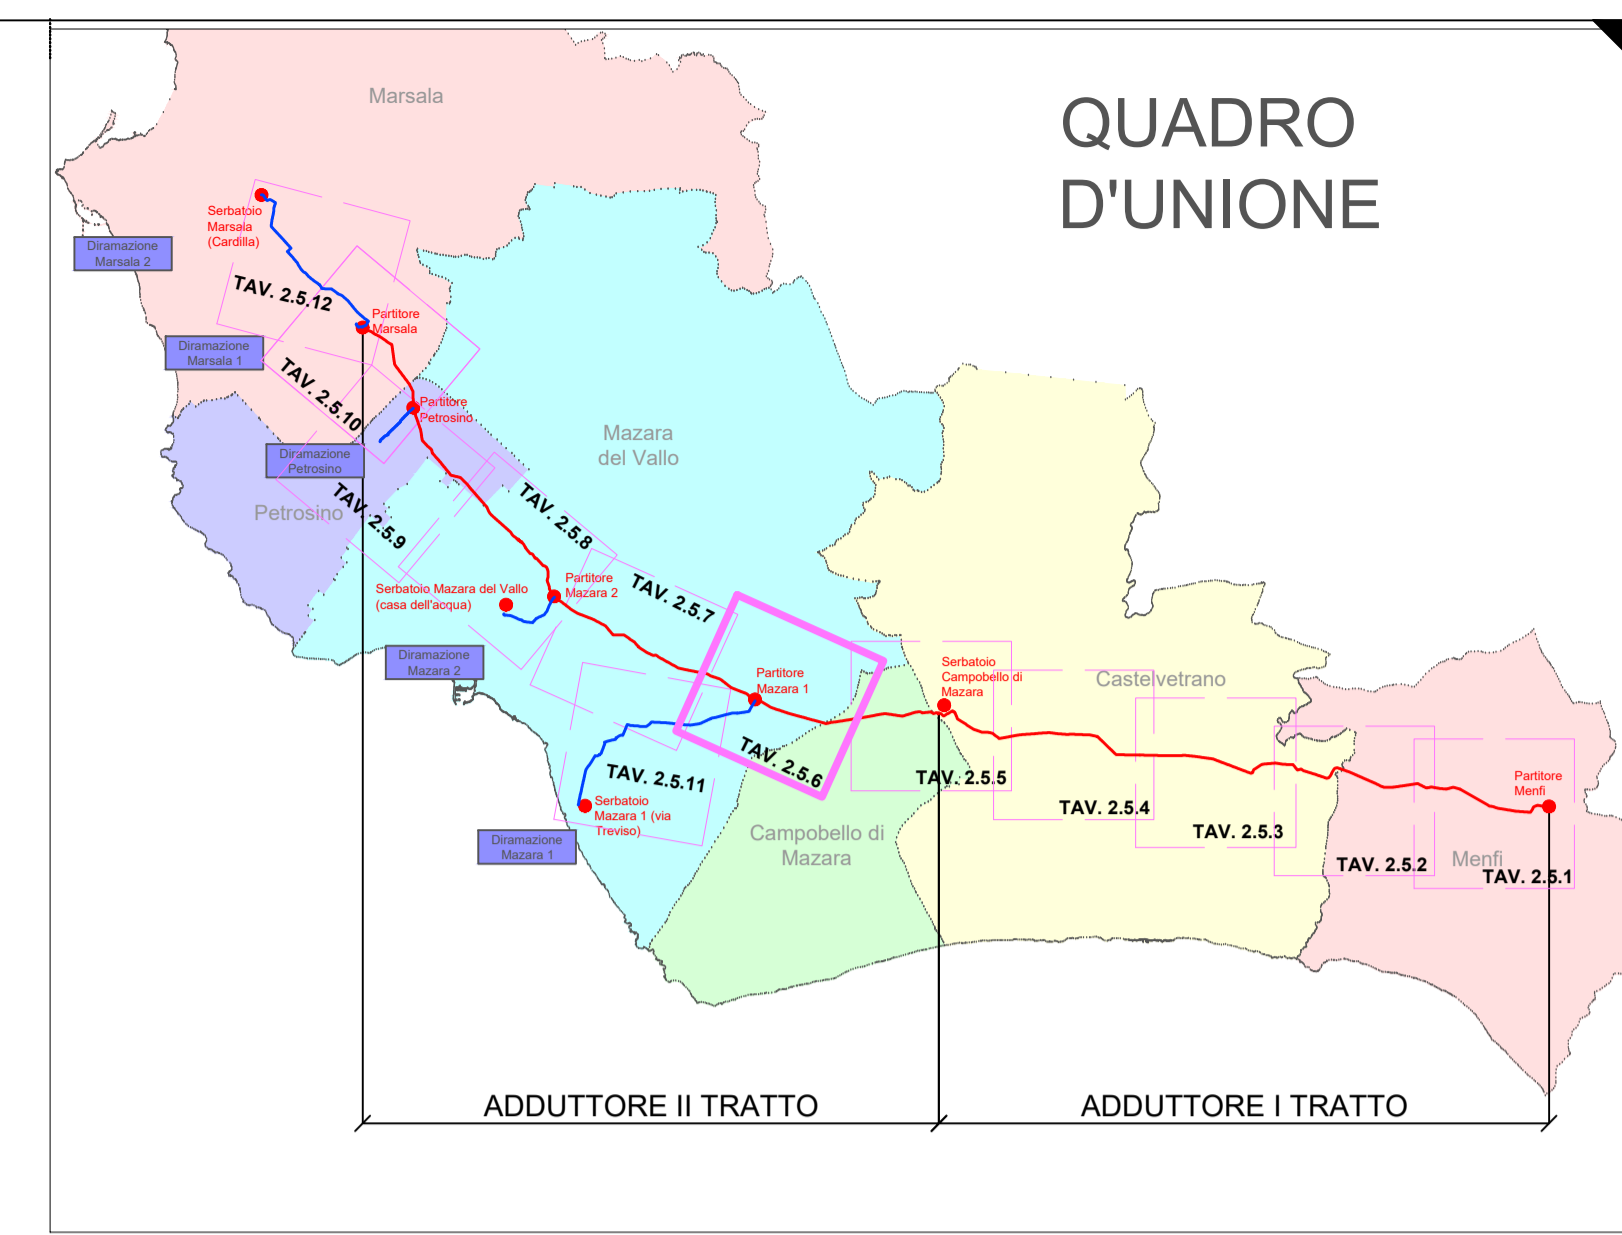 QUADRO
D'UNIONE
Marsala
Serbatoio
Marsala
(Cardilla)
Diramazione
Marsala 2
TAV. 2.5.12
Partitore
Marsala
Diramazione
Marsala 1
TAV. 2.5.10
Partitore
Petrosino
Diramazione
Petrosino
Mazara
del Vallo
Petrosino
TAV. 2.5.9
TAV. 2.5.8
Serbatoio Mazara del Vallo
(casa dell'acqua)
Partitore
Mazara 2
TAV. 2.5.7
Diramazione
Mazara 2
Partitore
Mazara 1
Serbatoio
Campobello di
Mazara
Castelvetrano
TAV. 2.5.6
TAV. 2.5.11
TAV. 2.5.5
Serbatoio
Mazara 1 (via
Treviso)
Diramazione
Mazara 1
Campobello di
Mazara
TAV. 2.5.4
TAV. 2.5.3
TAV. 2.5.2
Partitore
Menfi
Menfi
TAV. 2.5.1
ADDUTTORE II TRATTO
ADDUTTORE I TRATTO